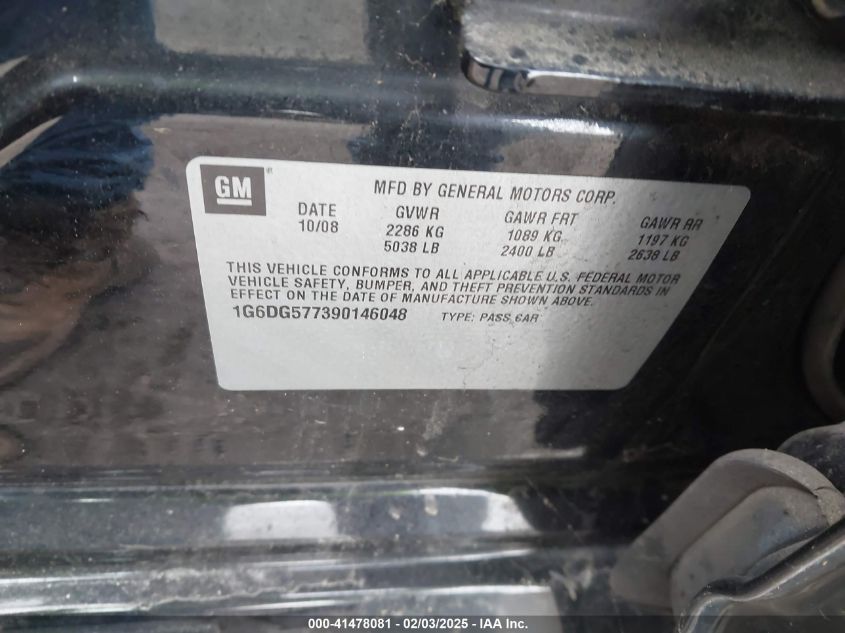 GM
MFD BY GENERAL MOTORS CORP.
DATE GVWR GAWR FRT GAWR RR
10/08 2286 KG 1089 KG 1197 KG
5038 LB 2400 LB 2638 LB
THIS VEHICLE CONFORMS TO ALL APPLICABLE U.S. FEDERAL MOTOR
VEHICLE SAFETY, BUMPER, AND THEFT PREVENTION STANDARDS IN
EFFECT ON THE DATE OF MANUFACTURE SHOWN ABOVE.
1G6DG577390146048 TYPE: PASS CAR
000-41478081 - 02/03/2025 - IAA Inc.